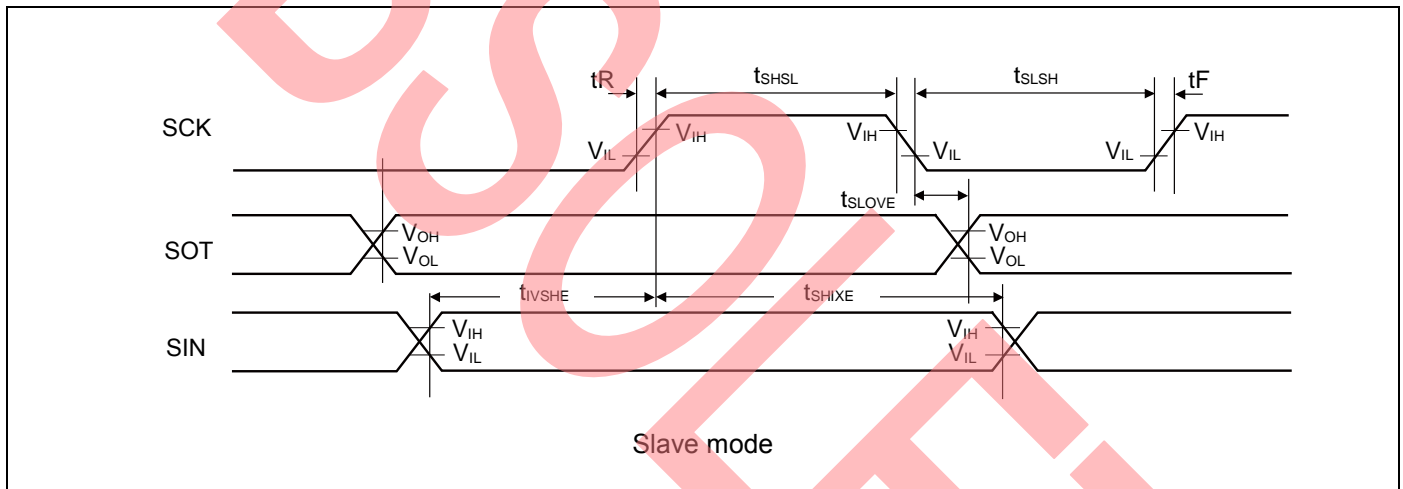 tR tSHSL tSLSH tF
SCK VIH VIH VIH
VIL VIL VIL
tSLOVE
SOT VOH VOH
VOL VOL
tIVSHE tSHIXE
SIN VIH VIH
VIL VIL
Slave mode